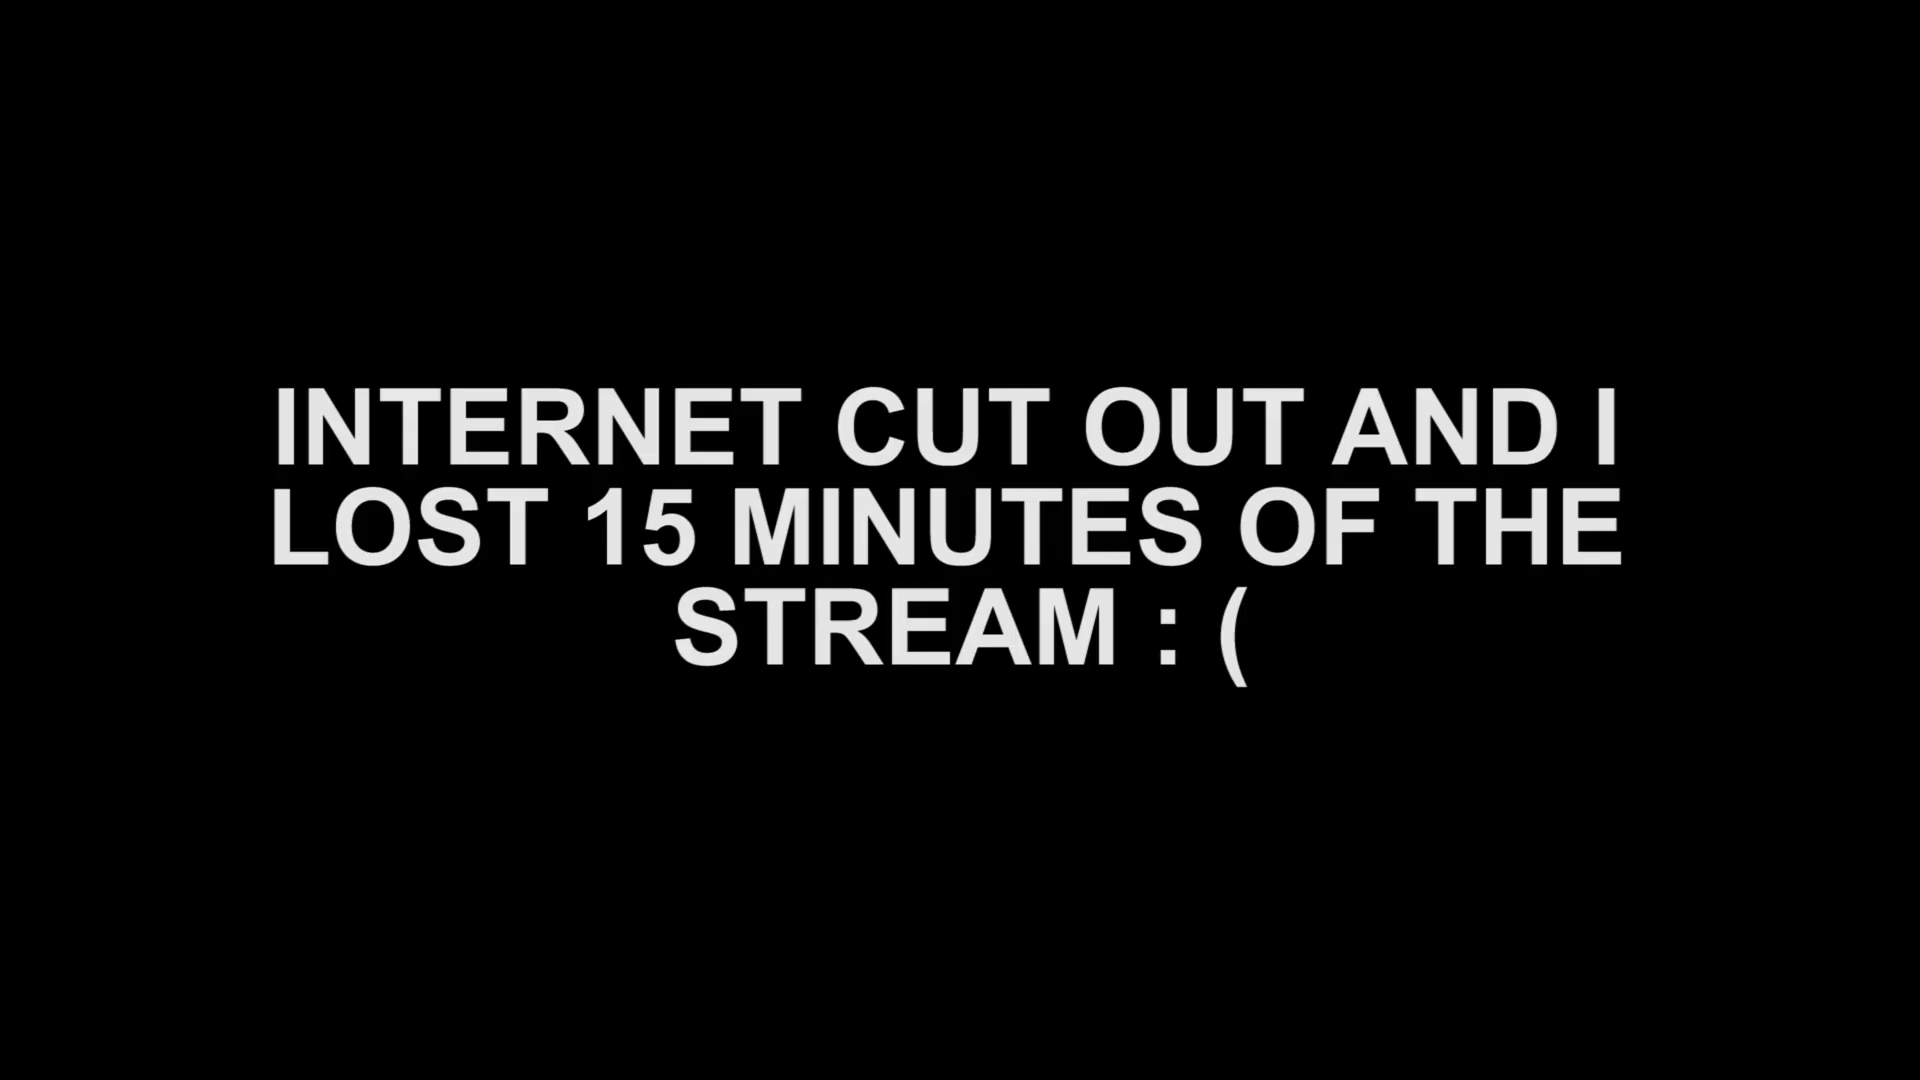 INTERNET CUT OUT AND I
LOST 15 MINUTES OF THE
STREAM : (